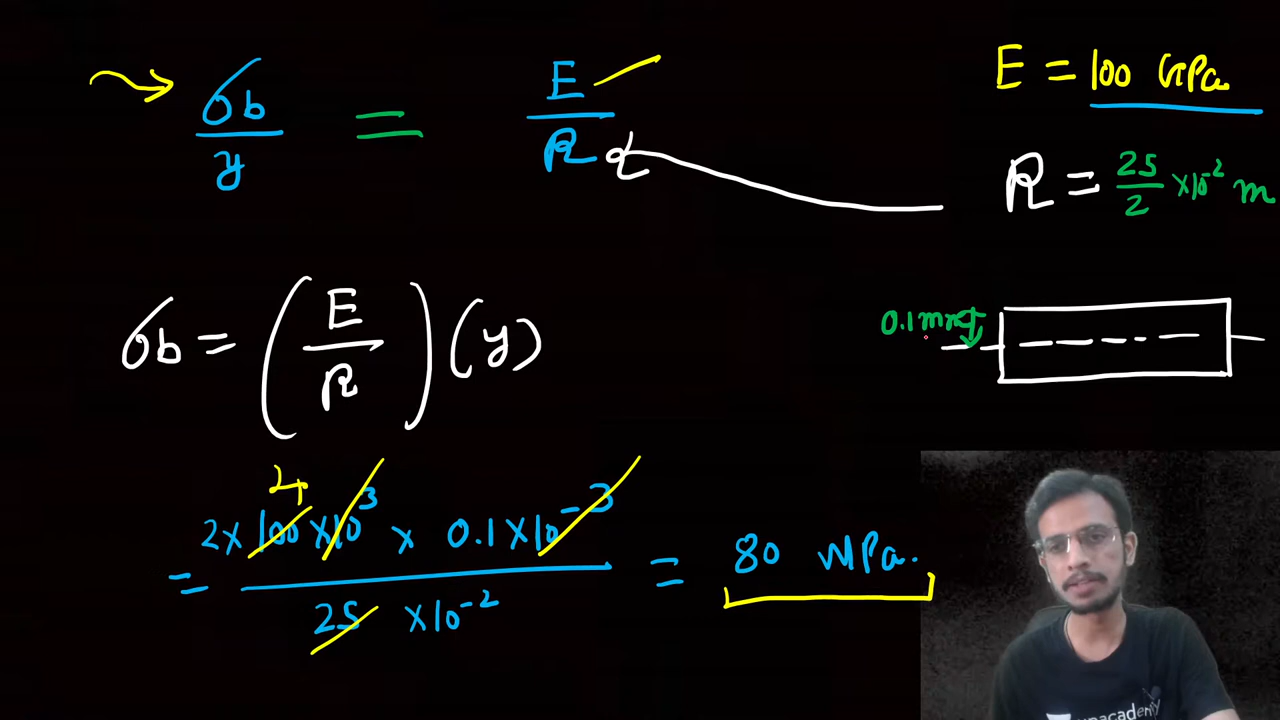 σb/y = E/R
E = 100 GPa
R = 25/2 ×10⁻² m
σb = (E/R)(y)
0.1mm
4
= 2×100×10³ × 0.1×10⁻³ / 25 ×10⁻² = 80 MPa.
unacademy